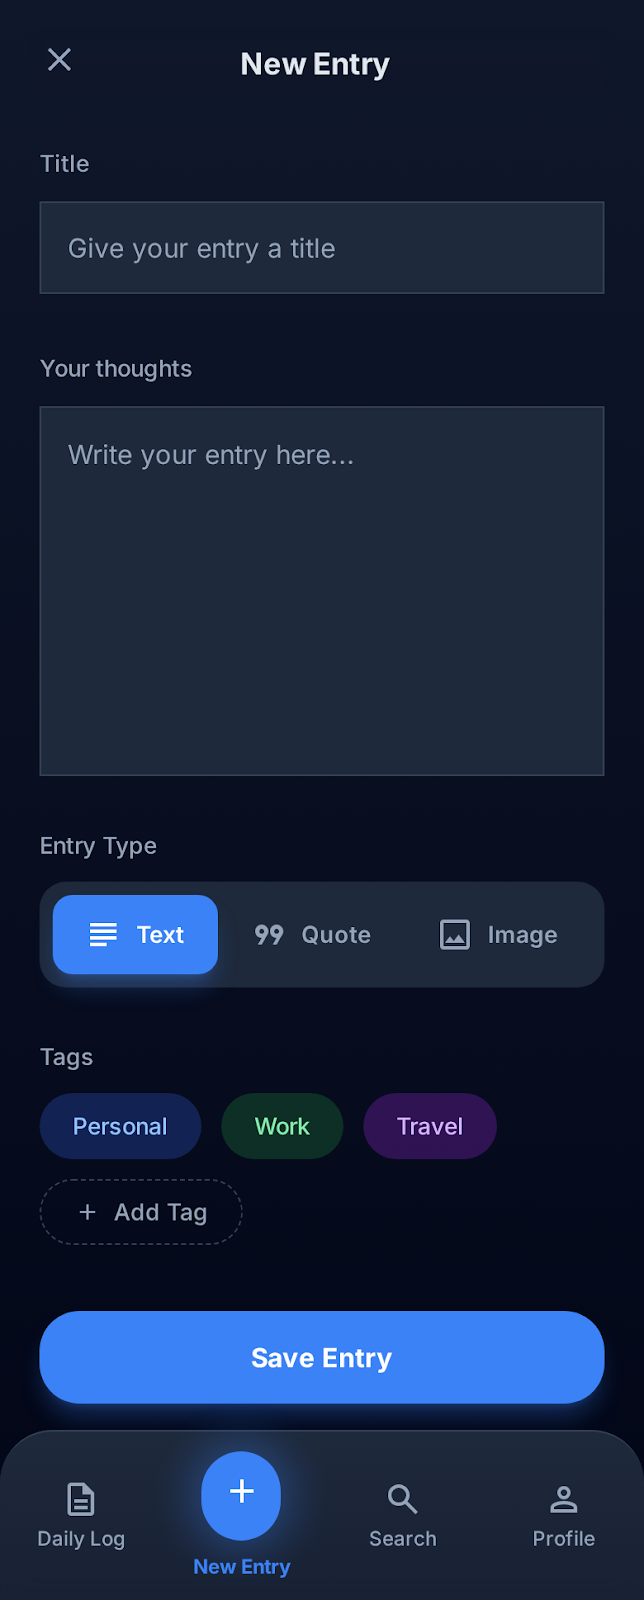 New Entry
Title
Give your entry a title
Your thoughts
Write your entry here...
Entry Type
Text
Quote
Image
Tags
Personal
Work
Travel
+ Add Tag
Save Entry
Daily Log
New Entry
Search
Profile